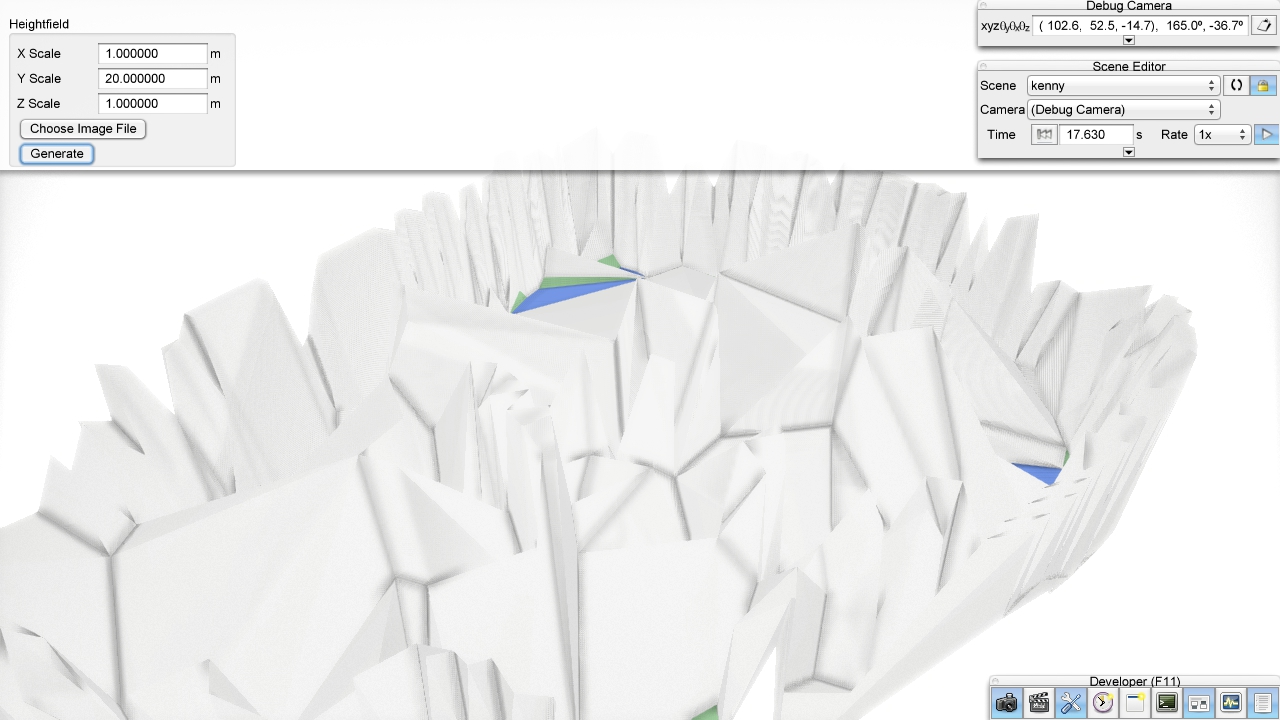 Heightfield
X Scale 1.000000 m
Y Scale 20.000000 m
Z Scale 1.000000 m
Choose Image File
Generate
Debug Camera
( 102.6, 52.5, -14.7), 165.0º, -36.7º
Scene Editor
Scene kenny
Camera (Debug Camera)
Time 17.630 s Rate 1x
Developer (F11)